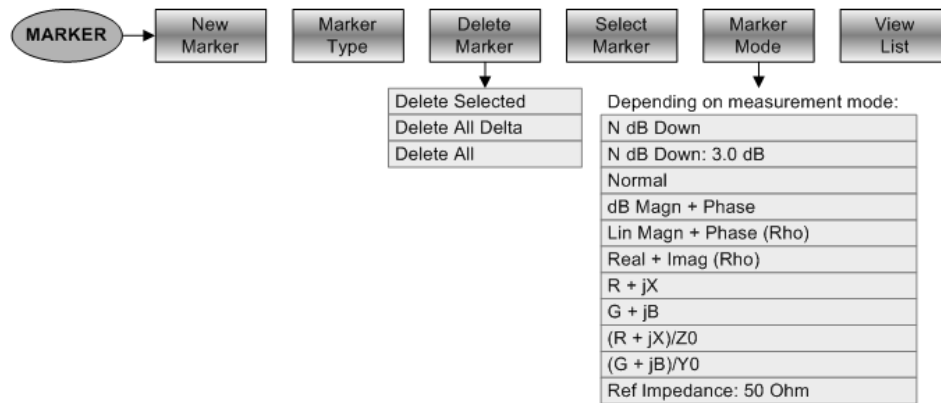 MARKER
New
Marker
Marker
Type
Delete
Marker
Select
Marker
Marker
Mode
View
List
Delete Selected
Delete All Delta
Delete All
Depending on measurement mode:
N dB Down
N dB Down: 3.0 dB
Normal
dB Magn + Phase
Lin Magn + Phase (Rho)
Real + Imag (Rho)
R + jX
G + jB
(R + jX)/Z0
(G + jB)/Y0
Ref Impedance: 50 Ohm